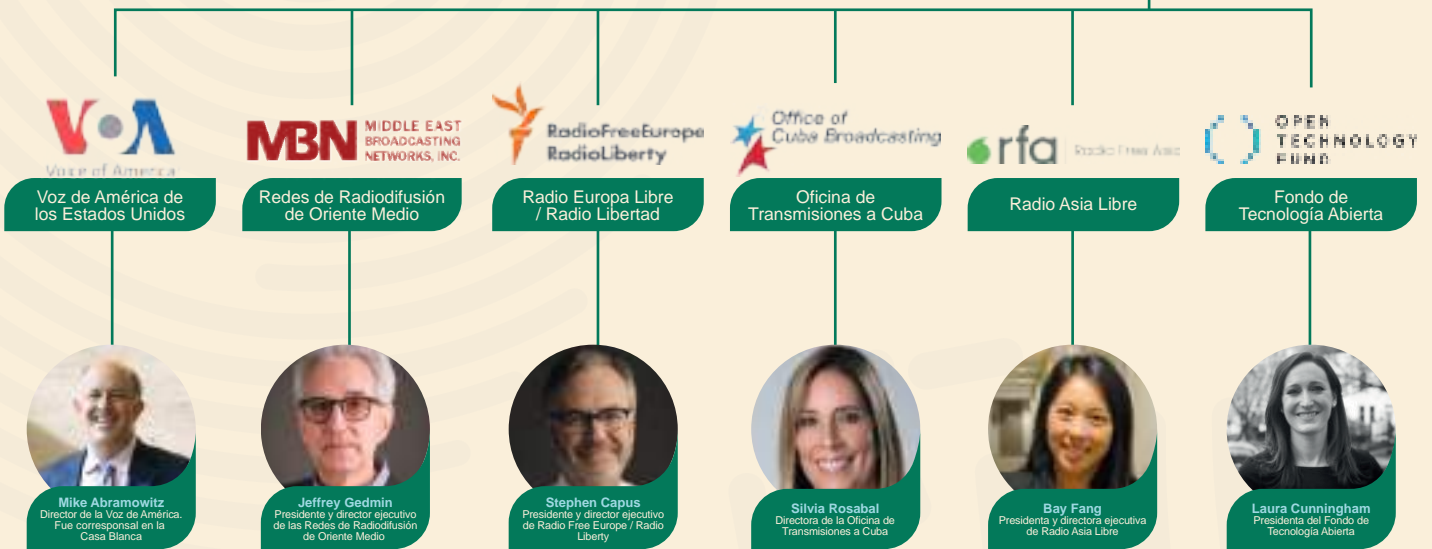 VOA
Voice of America
MBN
MIDDLE EAST
BROADCASTING
NETWORKS, INC.
RadioFreeEurope
RadioLiberty
Office of
Cuba Broadcasting
rfa
Radio Free Asia
OPEN
TECHNOLOGY
FUND
Voz de América de
los Estados Unidos
Redes de Radiodifusión
de Oriente Medio
Radio Europa Libre
/ Radio Libertad
Oficina de
Transmisiones a Cuba
Radio Asia Libre
Fondo de
Tecnología Abierta
Mike Abramowitz
Director de la Voz de América.
Fue corresponsal en la
Casa Blanca
Jeffrey Gedmin
Presidente y director ejecutivo
de las Redes de Radiodifusión
de Oriente Medio
Stephen Capus
Presidente y director ejecutivo
de Radio Free Europe / Radio
Liberty
Silvia Rosabal
Directora de la Oficina de
Transmisiones a Cuba
Bay Fang
Presidenta y directora ejecutiva
de Radio Asia Libre
Laura Cunningham
Presidenta del Fondo de
Tecnología Abierta